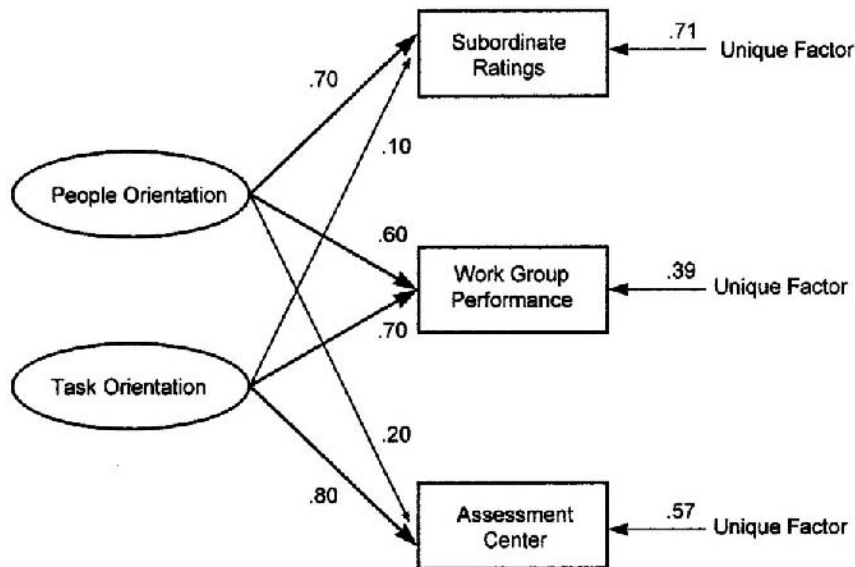 Subordinate
Ratings
.71
Unique Factor
.70
.10
People Orientation
.60
Work Group
Performance
.39
Unique Factor
.70
Task Orientation
.20
.80
Assessment
Center
.57
Unique Factor